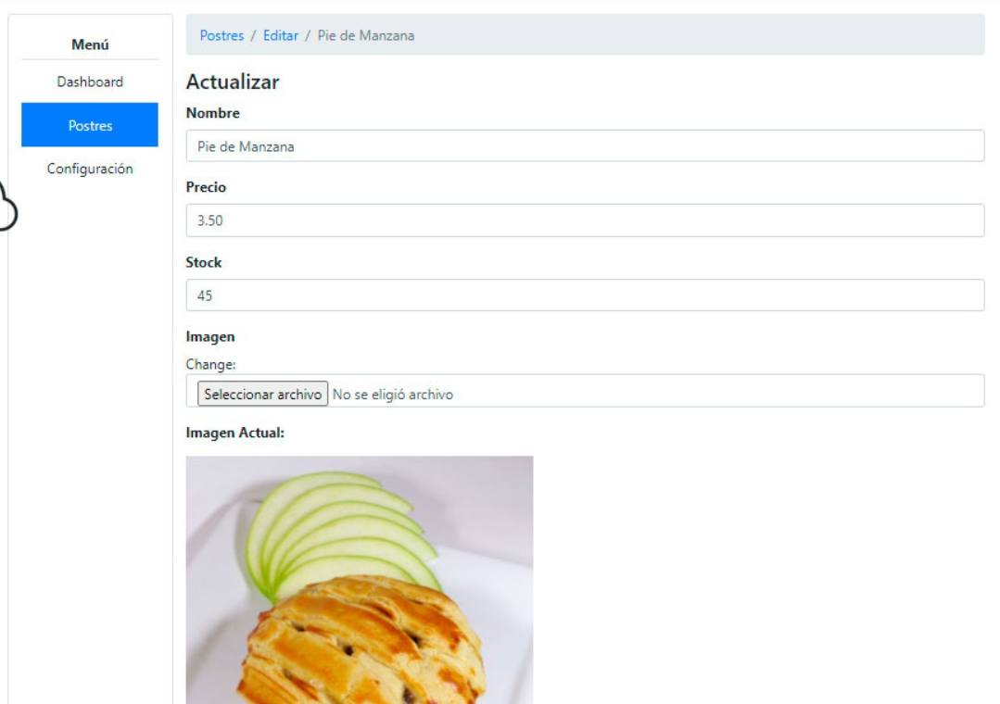 Menú
Dashboard
Postres
Configuración
Postres / Editar / Pie de Manzana
Actualizar
Nombre
Pie de Manzana
Precio
3.50
Stock
45
Imagen
Change:
Seleccionar archivo No se eligió archivo
Imagen Actual: